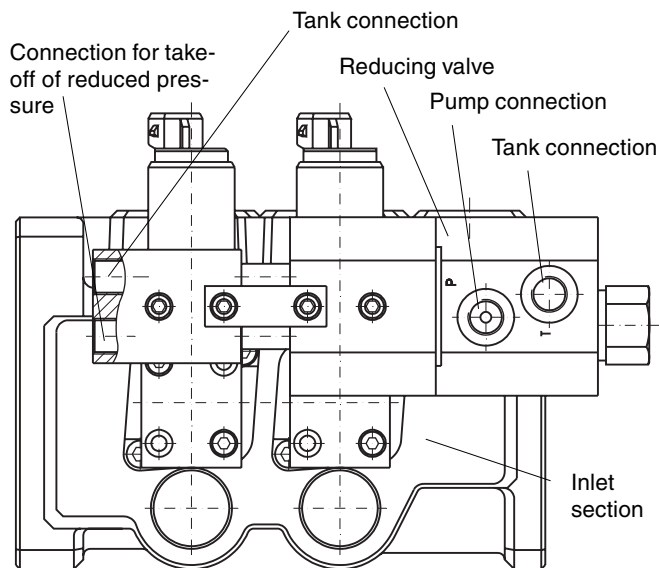 Tank connection
Connection for take-
off of reduced pres-
sure
Reducing valve
Pump connection
Tank connection
P
T
Inlet
section